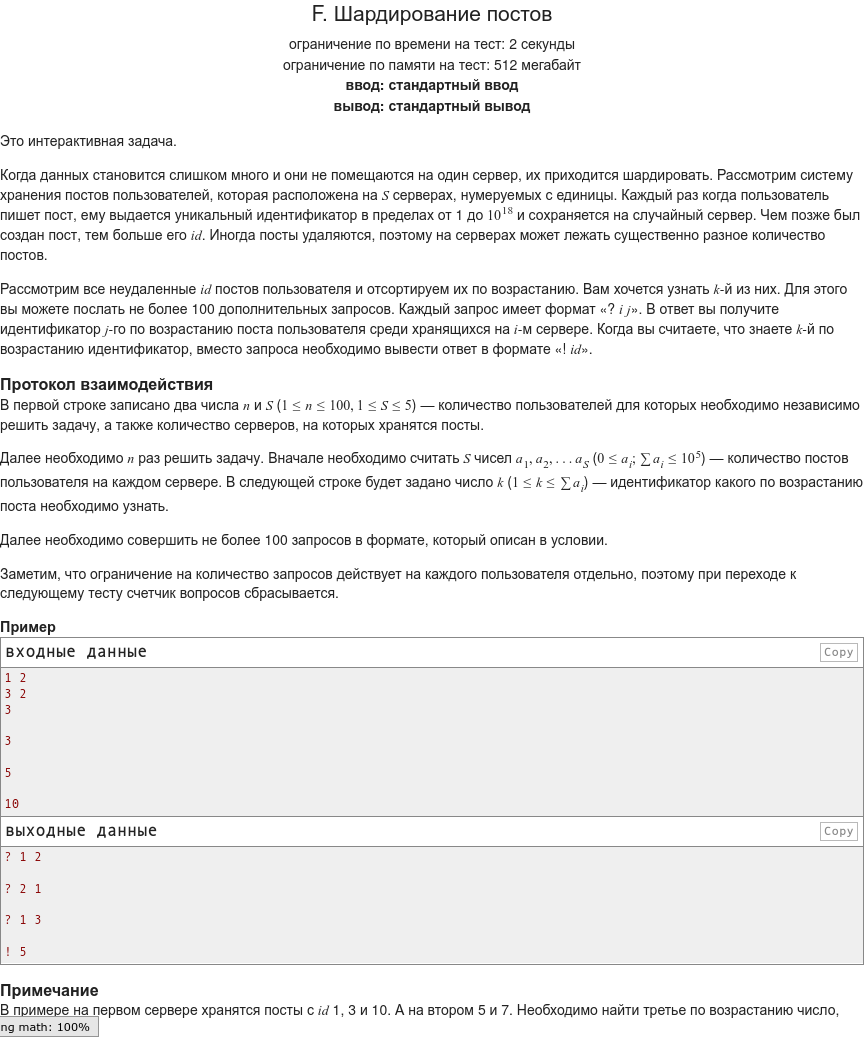 F. Шардирование постов
ограничение по времени на тест: 2 секунды
ограничение по памяти на тест: 512 мегабайт
ввод: стандартный ввод
вывод: стандартный вывод
Это интерактивная задача.
Когда данных становится слишком много и они не помещаются на один сервер, их приходится шардировать. Рассмотрим систему
хранения постов пользователей, которая расположена на S серверах, нумеруемых с единицы. Каждый раз когда пользователь
пишет пост, ему выдается уникальный идентификатор в пределах от 1 до 10^18 и сохраняется на случайный сервер. Чем позже был
создан пост, тем больше его id. Иногда посты удаляются, поэтому на серверах может лежать существенно разное количество
постов.
Рассмотрим все неудаленные id постов пользователя и отсортируем их по возрастанию. Вам хочется узнать k-й из них. Для этого
вы можете послать не более 100 дополнительных запросов. Каждый запрос имеет формат «? i j». В ответ вы получите
идентификатор j-го по возрастанию поста пользователя среди хранящихся на i-м сервере. Когда вы считаете, что знаете k-й по
возрастанию идентификатор, вместо запроса необходимо вывести ответ в формате «! id».
Протокол взаимодействия
В первой строке записано два числа n и S (1 ≤ n ≤ 100, 1 ≤ S ≤ 5) — количество пользователей для которых необходимо независимо
решить задачу, а также количество серверов, на которых хранятся посты.
Далее необходимо n раз решить задачу. Вначале необходимо считать S чисел a_1, a_2, . . . a_S (0 ≤ a_i; ∑ a_i ≤ 10^5) — количество постов
пользователя на каждом сервере. В следующей строке будет задано число k (1 ≤ k ≤ ∑ a_i) — идентификатор какого по возрастанию
поста необходимо узнать.
Далее необходимо совершить не более 100 запросов в формате, который описан в условии.
Заметим, что ограничение на количество запросов действует на каждого пользователя отдельно, поэтому при переходе к
следующему тесту счетчик вопросов сбрасывается.
Пример
входные данные
Copy
1 2
3 2
3
3
5
10
выходные данные
Copy
? 1 2
? 2 1
? 1 3
! 5
Примечание
В примере на первом сервере хранятся посты с id 1, 3 и 10. А на втором 5 и 7. Необходимо найти третье по возрастанию число,
ng math: 100%